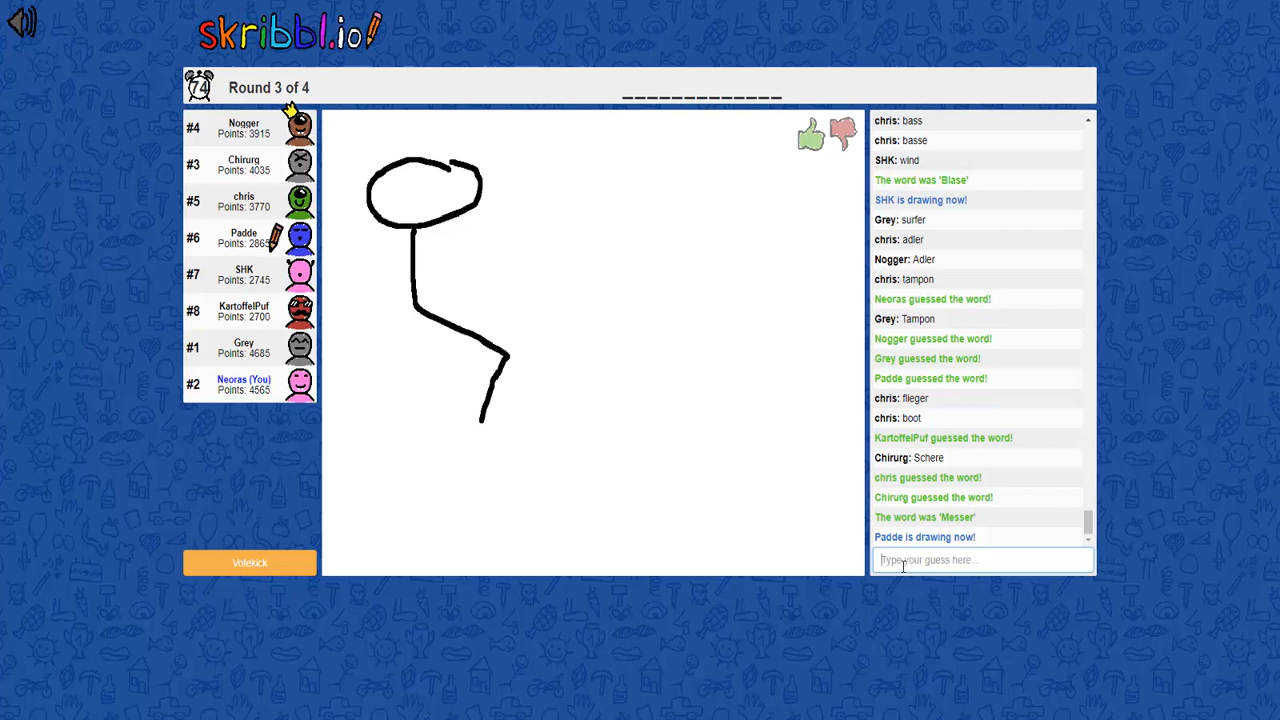 skribbl.io
74
Round 3 of 4
_ _ _ _ _ _ _ _ _ _ _ _ _
#4 Nogger
Points: 3915
#3 Chirurg
Points: 4035
#5 chris
Points: 3770
#6 Padde
Points: 2865
#7 SHK
Points: 2745
#8 KartoffelPuf
Points: 2700
#1 Grey
Points: 4685
#2 Neoras (You)
Points: 4565
Votekick
chris: bass
chris: basse
SHK: wind
The word was 'Blase'
SHK is drawing now!
Grey: surfer
chris: adler
Nogger: Adler
chris: tampon
Neoras guessed the word!
Grey: Tampon
Nogger guessed the word!
Grey guessed the word!
Padde guessed the word!
chris: flieger
chris: boot
KartoffelPuf guessed the word!
Chirurg: Schere
chris guessed the word!
Chirurg guessed the word!
The word was 'Messer'
Padde is drawing now!
Type your guess here...